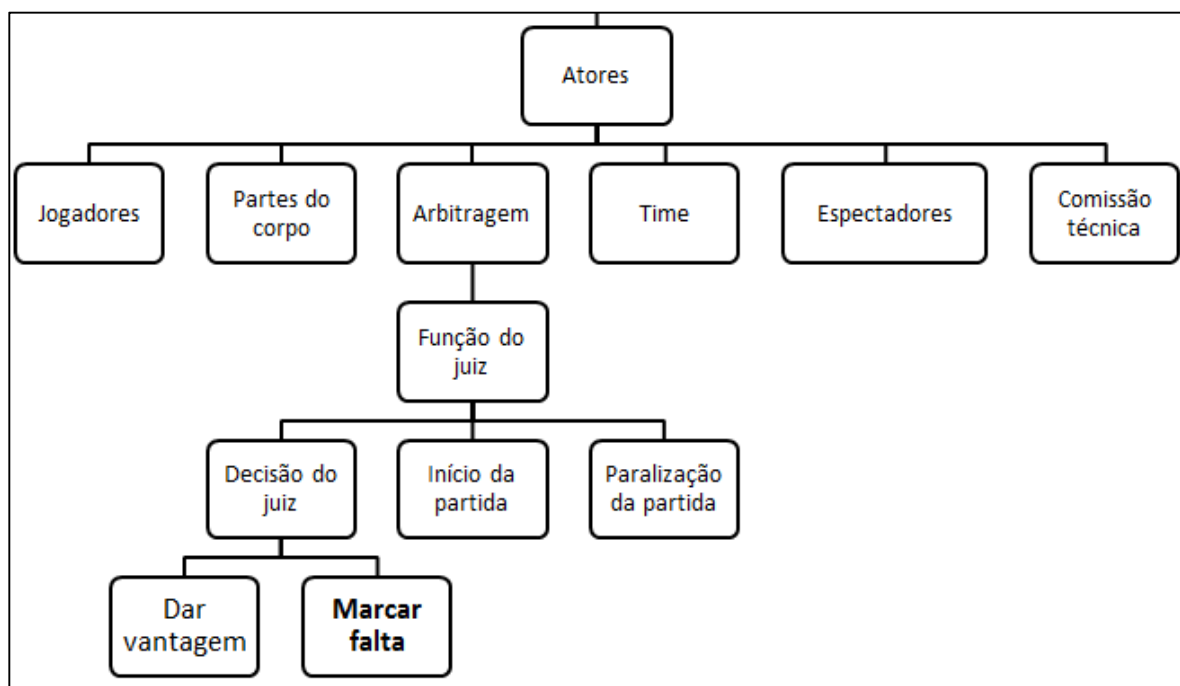 Atores
Jogadores
Partes do
corpo
Arbitragem
Time
Espectadores
Comissão
técnica
Função do
juiz
Decisão do
juiz
Início da
partida
Paralização
da partida
Dar
vantagem
Marcar
falta